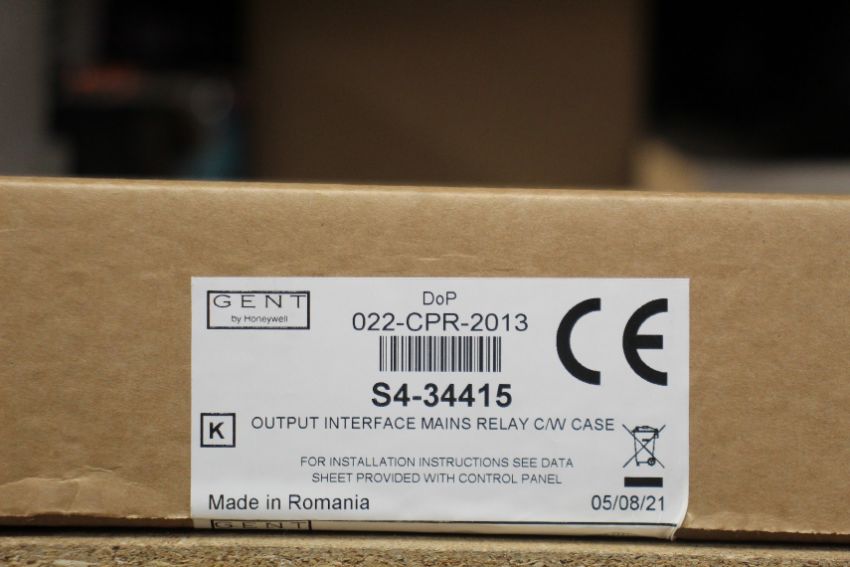 GENT
by Honeywell
DoP
022-CPR-2013
S4-34415
K
OUTPUT INTERFACE MAINS RELAY C/W CASE
FOR INSTALLATION INSTRUCTIONS SEE DATA
SHEET PROVIDED WITH CONTROL PANEL
Made in Romania
05/08/21
CE
GENT